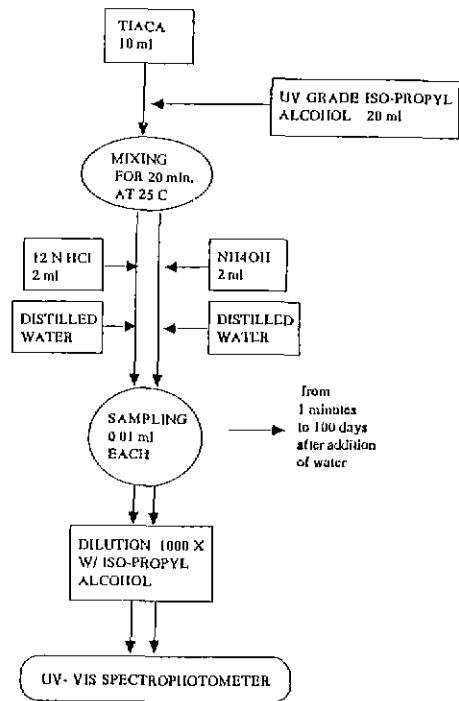 TIACA
10 ml
UV GRADE ISO-PROPYL
ALCOHOL 20 ml
MIXING
FOR 20 min.
AT 25 C
12 N HCl
2 ml
NH4OH
2 ml
DISTILLED
WATER
DISTILLED
WATER
SAMPLING
0.01 ml
EACH
from
1 minutes
to 100 days
after addition
of water
DILUTION 1000 X
W/ ISO-PROPYL
ALCOHOL
UV- VIS SPECTROPHOTOMETER